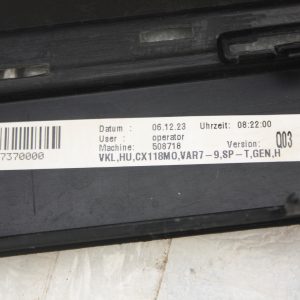 Datum : 06.12.23 Uhrzeit: 08:22:00
User : operator
Machine: 508716 Version: Q03
7370000 VKL,HU,CX118MO,VAR7-9,SP-T,GEN,H